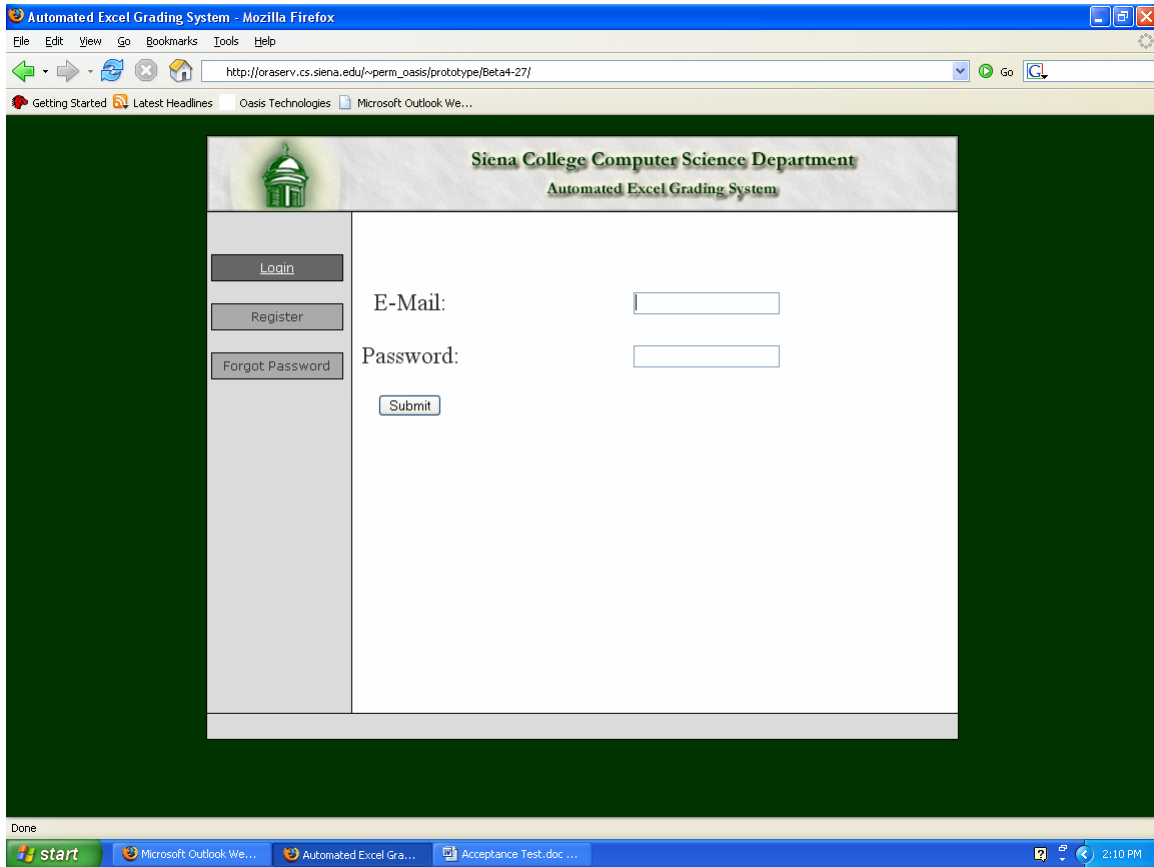 Automated Excel Grading System - Mozilla Firefox
File Edit View Go Bookmarks Tools Help
http://oraserv.cs.siena.edu/~perm_oasis/prototype/Beta4-27/ Go G
Getting Started Latest Headlines Oasis Technologies Microsoft Outlook We...
Siena College Computer Science Department
Automated Excel Grading System
Login
Register
Forgot Password
E-Mail:
Password:
Submit
Done
start Microsoft Outlook We... Automated Excel Gra... Acceptance Test.doc ... 2:10 PM